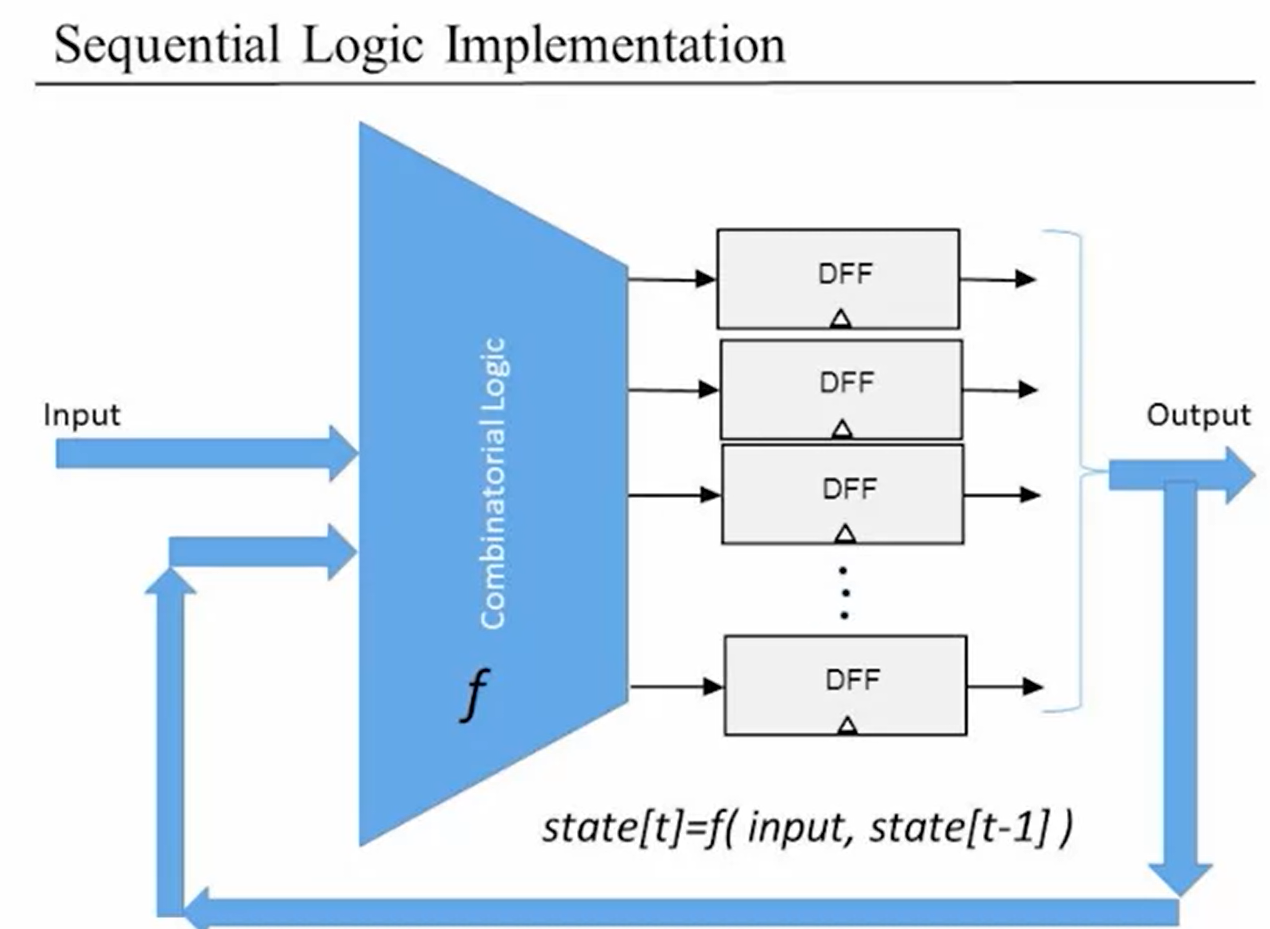 Sequential Logic Implementation
Input
Combinatorial Logic
f
DFF
DFF
DFF
DFF
Output
state[t]=f( input, state[t-1] )